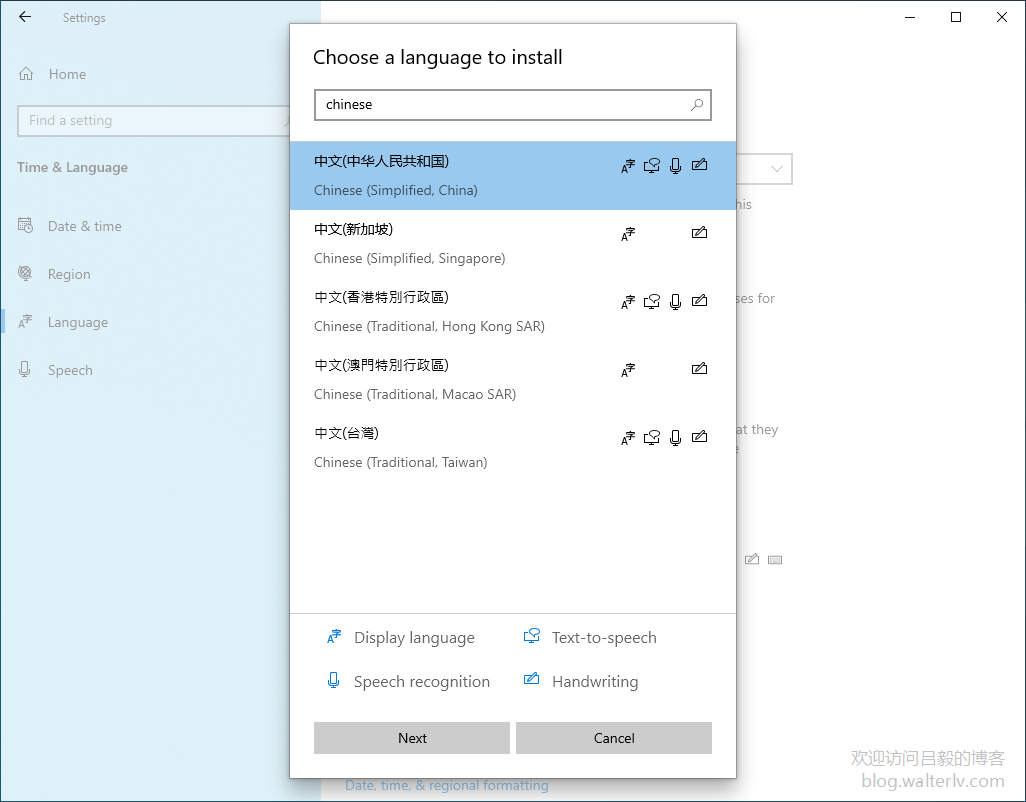 Settings
Home
Find a setting
Time & Language
Date & time
Region
Language
Speech
Choose a language to install
chinese
中文(中华人民共和国)
Chinese (Simplified, China)
中文(新加坡)
Chinese (Simplified, Singapore)
中文(香港特別行政區)
Chinese (Traditional, Hong Kong SAR)
中文(澳門特別行政區)
Chinese (Traditional, Macao SAR)
中文(台灣)
Chinese (Traditional, Taiwan)
Display language
Text-to-speech
Speech recognition
Handwriting
Next
Cancel
for
at they
Date, time, & regional formatting
欢迎访问吕毅的博客
blog.walterlv.com